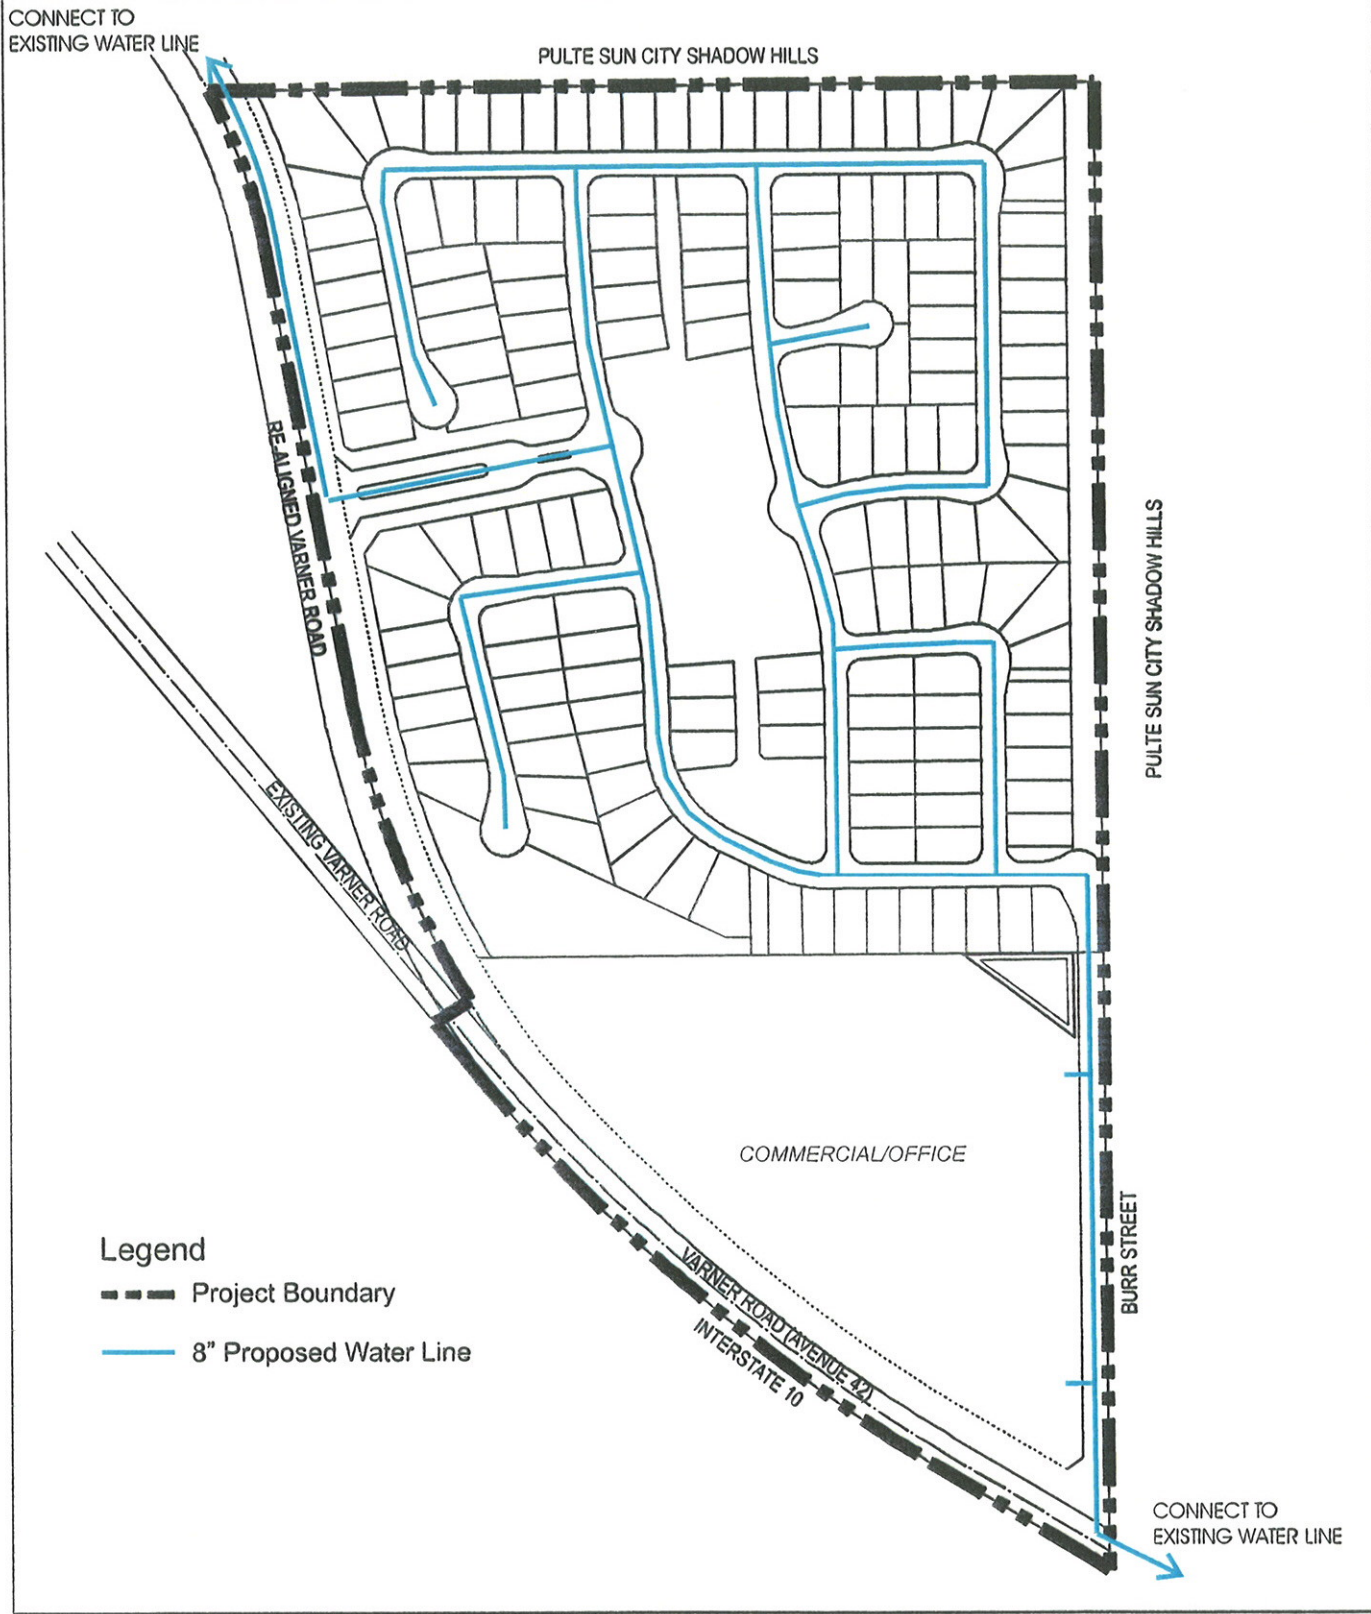 CONNECT TO
EXISTING WATER LINE
PULTE SUN CITY SHADOW HILLS
RE-ALIGNED VARNER ROAD
PULTE SUN CITY SHADOW HILLS
EXISTING VARNER ROAD
COMMERCIAL/OFFICE
BURR STREET
Legend
Project Boundary
8” Proposed Water Line
VARNER ROAD (AVENUE 42)
INTERSTATE 10
CONNECT TO
EXISTING WATER LINE